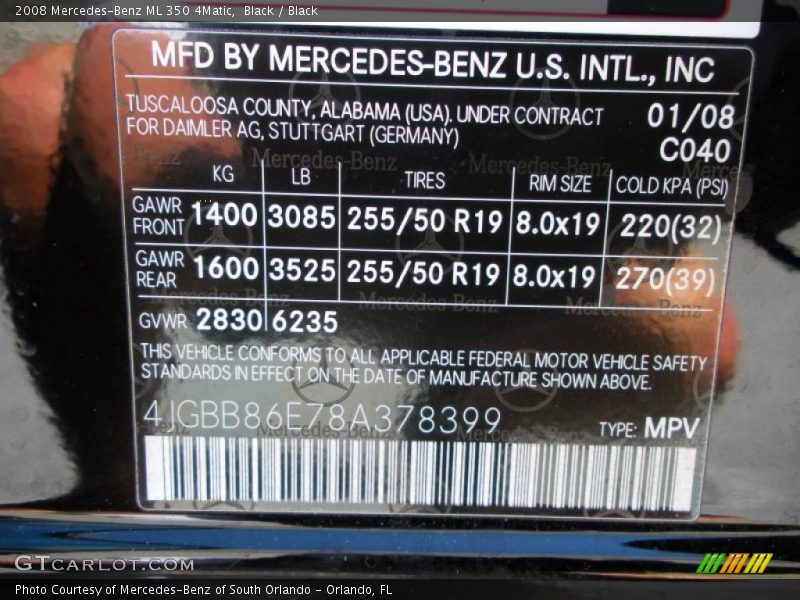 2008 Mercedes-Benz ML 350 4Matic, Black / Black
MFD BY MERCEDES-BENZ U.S. INTL., INC
TUSCALOOSA COUNTY, ALABAMA (USA). UNDER CONTRACT 01/08
FOR DAIMLER AG, STUTTGART (GERMANY) C040
KG LB TIRES RIM SIZE COLD KPA (PSI)
GAWR FRONT 1400 3085 255/50 R19 8.0x19 220(32)
GAWR REAR 1600 3525 255/50 R19 8.0x19 270(39)
GVWR 2830 6235
THIS VEHICLE CONFORMS TO ALL APPLICABLE FEDERAL MOTOR VEHICLE SAFETY
STANDARDS IN EFFECT ON THE DATE OF MANUFACTURE SHOWN ABOVE.
4JGBB86E78A378399 TYPE: MPV
GTCARLOT.COM
Photo Courtesy of Mercedes-Benz of South Orlando - Orlando, FL